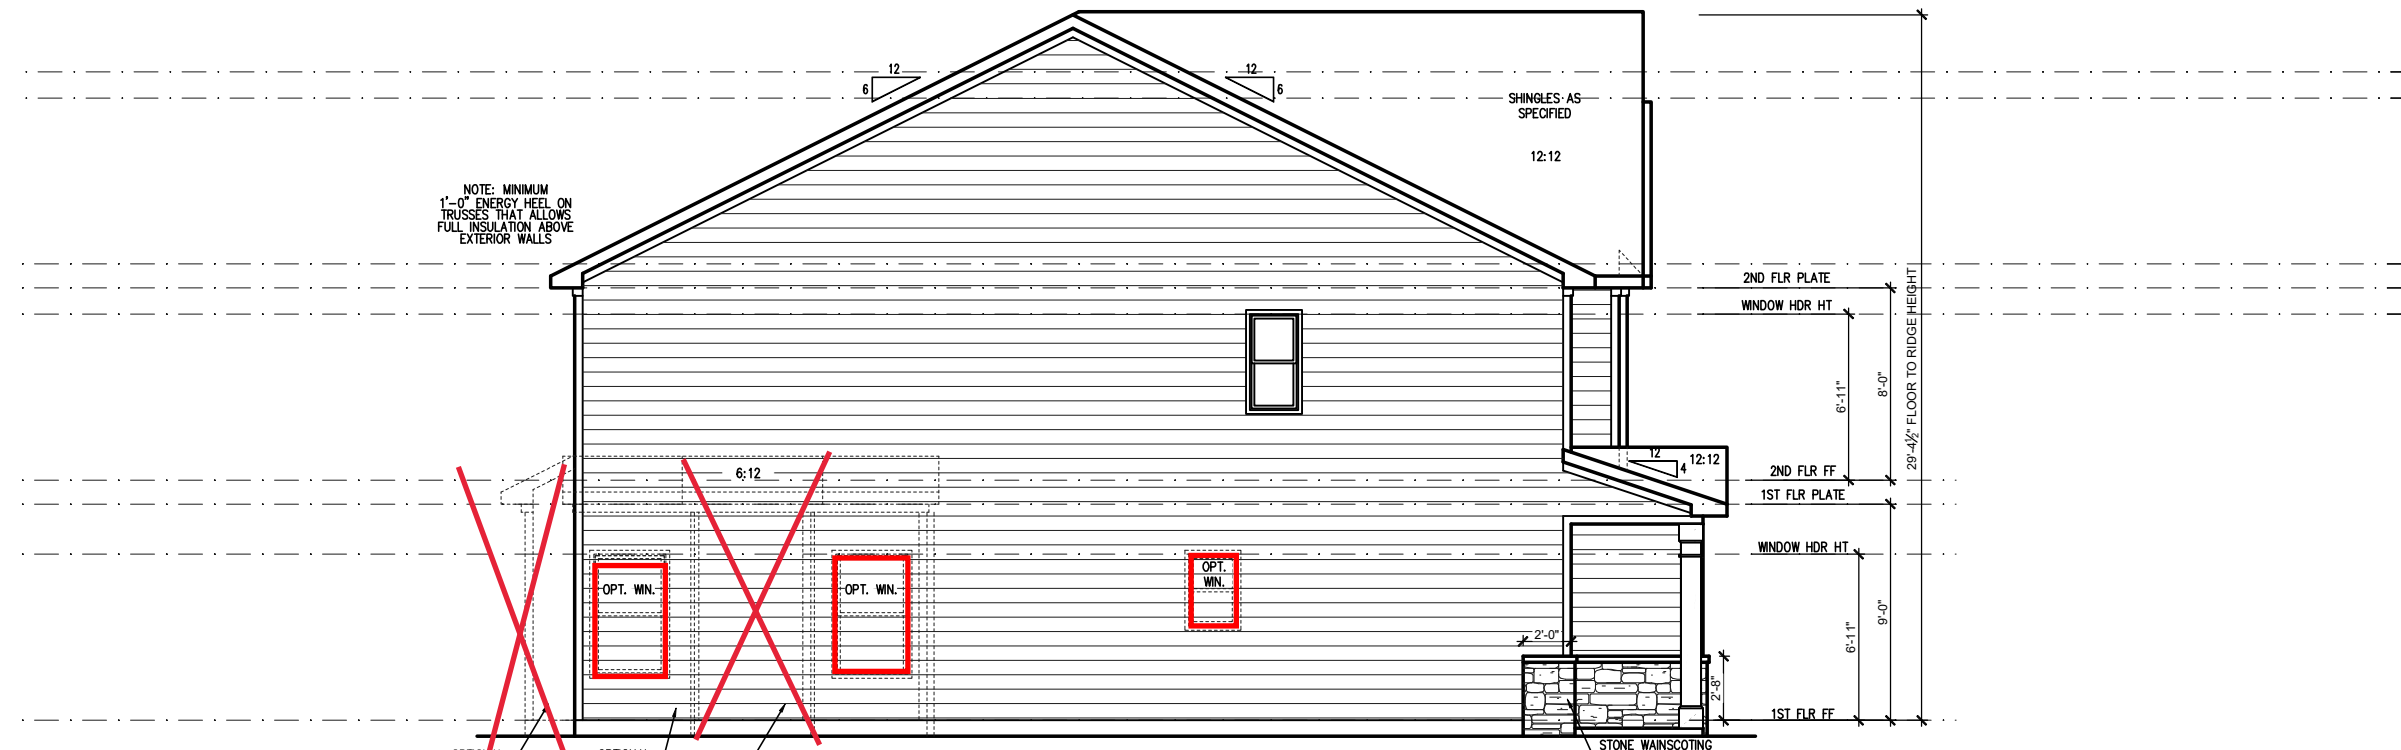 12
6
12
6
SHINGLES AS
SPECIFIED
12:12
NOTE: MINIMUM
1'-0" ENERGY HEEL ON
TRUSSES THAT ALLOWS
FULL INSULATION ABOVE
EXTERIOR WALLS
2ND FLR PLATE
WINDOW HDR HT
29'-4½" FLOOR TO RIDGE HEIGHT
6'-11"
8'-0"
12
4
12:12
6:12
2ND FLR FF
1ST FLR PLATE
WINDOW HDR HT
OPT. WIN.
OPT. WIN.
OPT.
WIN.
9'-0"
6'-11"
2'-0"
2'-8"
1ST FLR FF
STONE WAINSCOTING